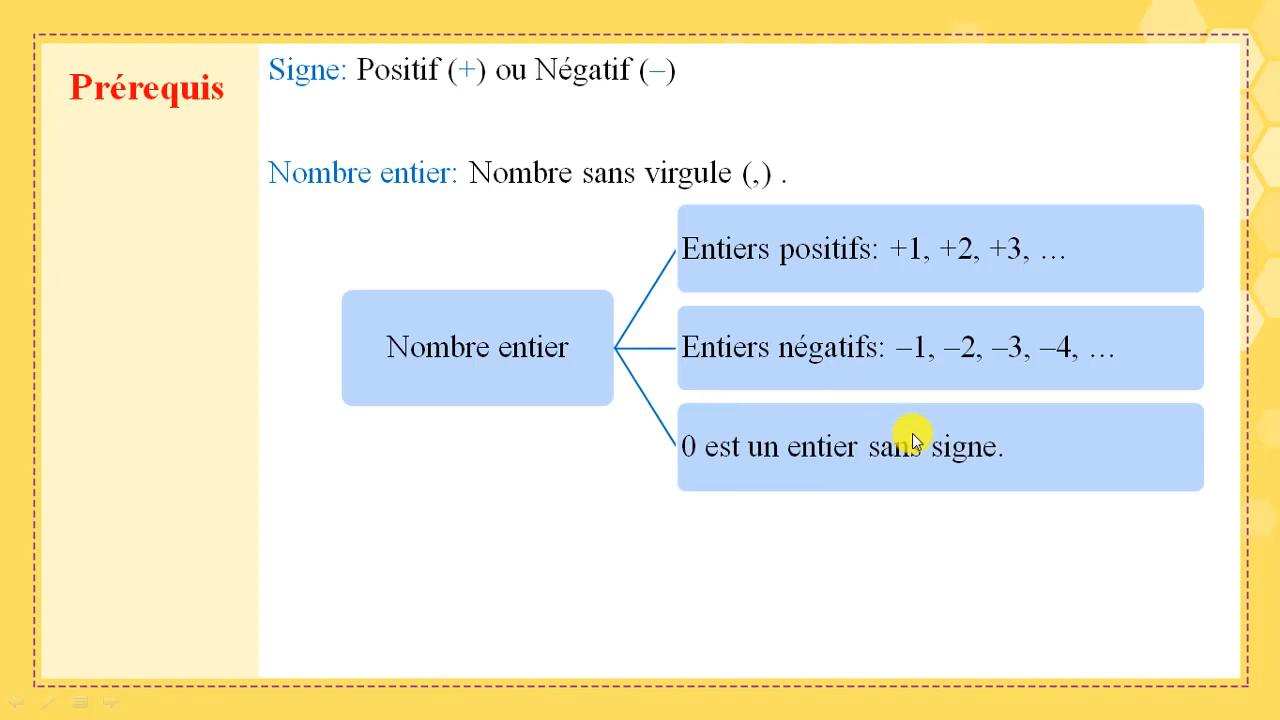 Prérequis
Signe: Positif (+) ou Négatif (–)
Nombre entier: Nombre sans virgule (,) .
Nombre entier
Entiers positifs: +1, +2, +3, …
Entiers négatifs: –1, –2, –3, –4, …
0 est un entier sans signe.